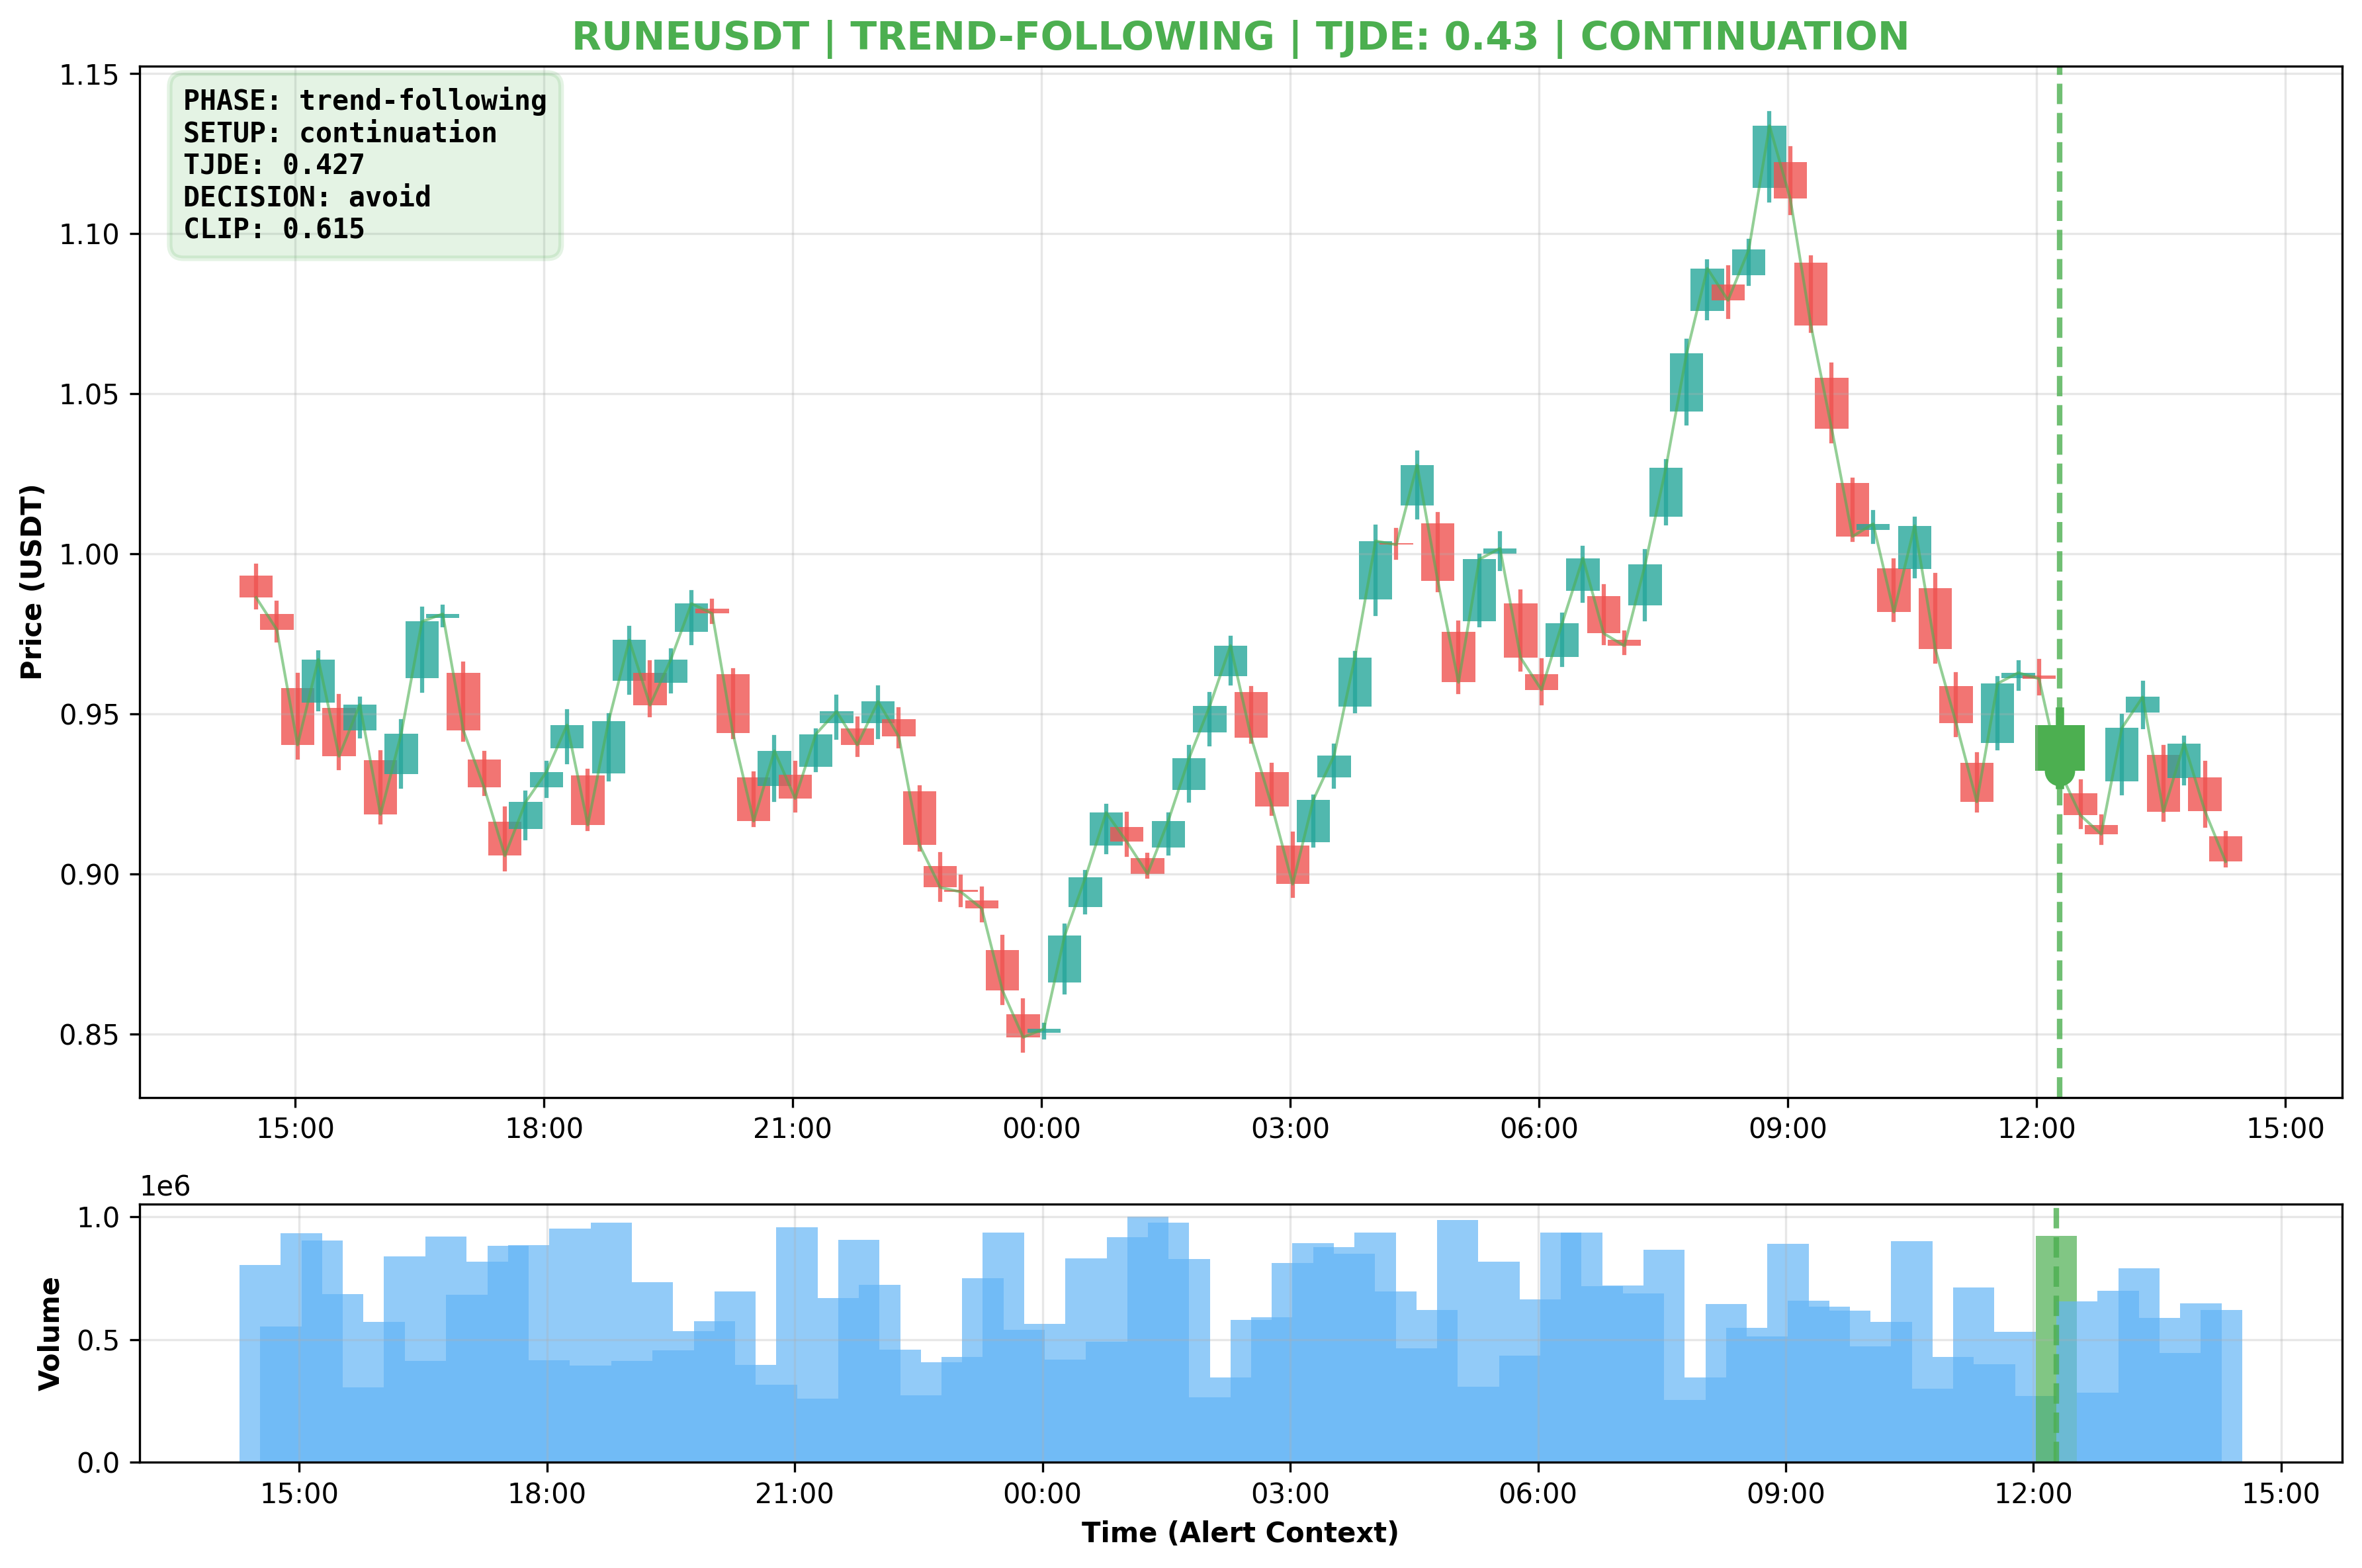 RUNEUSDT | TREND-FOLLOWING | TJDE: 0.43 | CONTINUATION
PHASE: trend-following
SETUP: continuation
TJDE: 0.427
DECISION: avoid
CLIP: 0.615
Price (USDT)
1.15
1.10
1.05
1.00
0.95
0.90
0.85
15:00 18:00 21:00 00:00 03:00 06:00 09:00 12:00 15:00
1e6
Volume
1.0
0.5
0.0
15:00 18:00 21:00 00:00 03:00 06:00 09:00 12:00 15:00
Time (Alert Context)